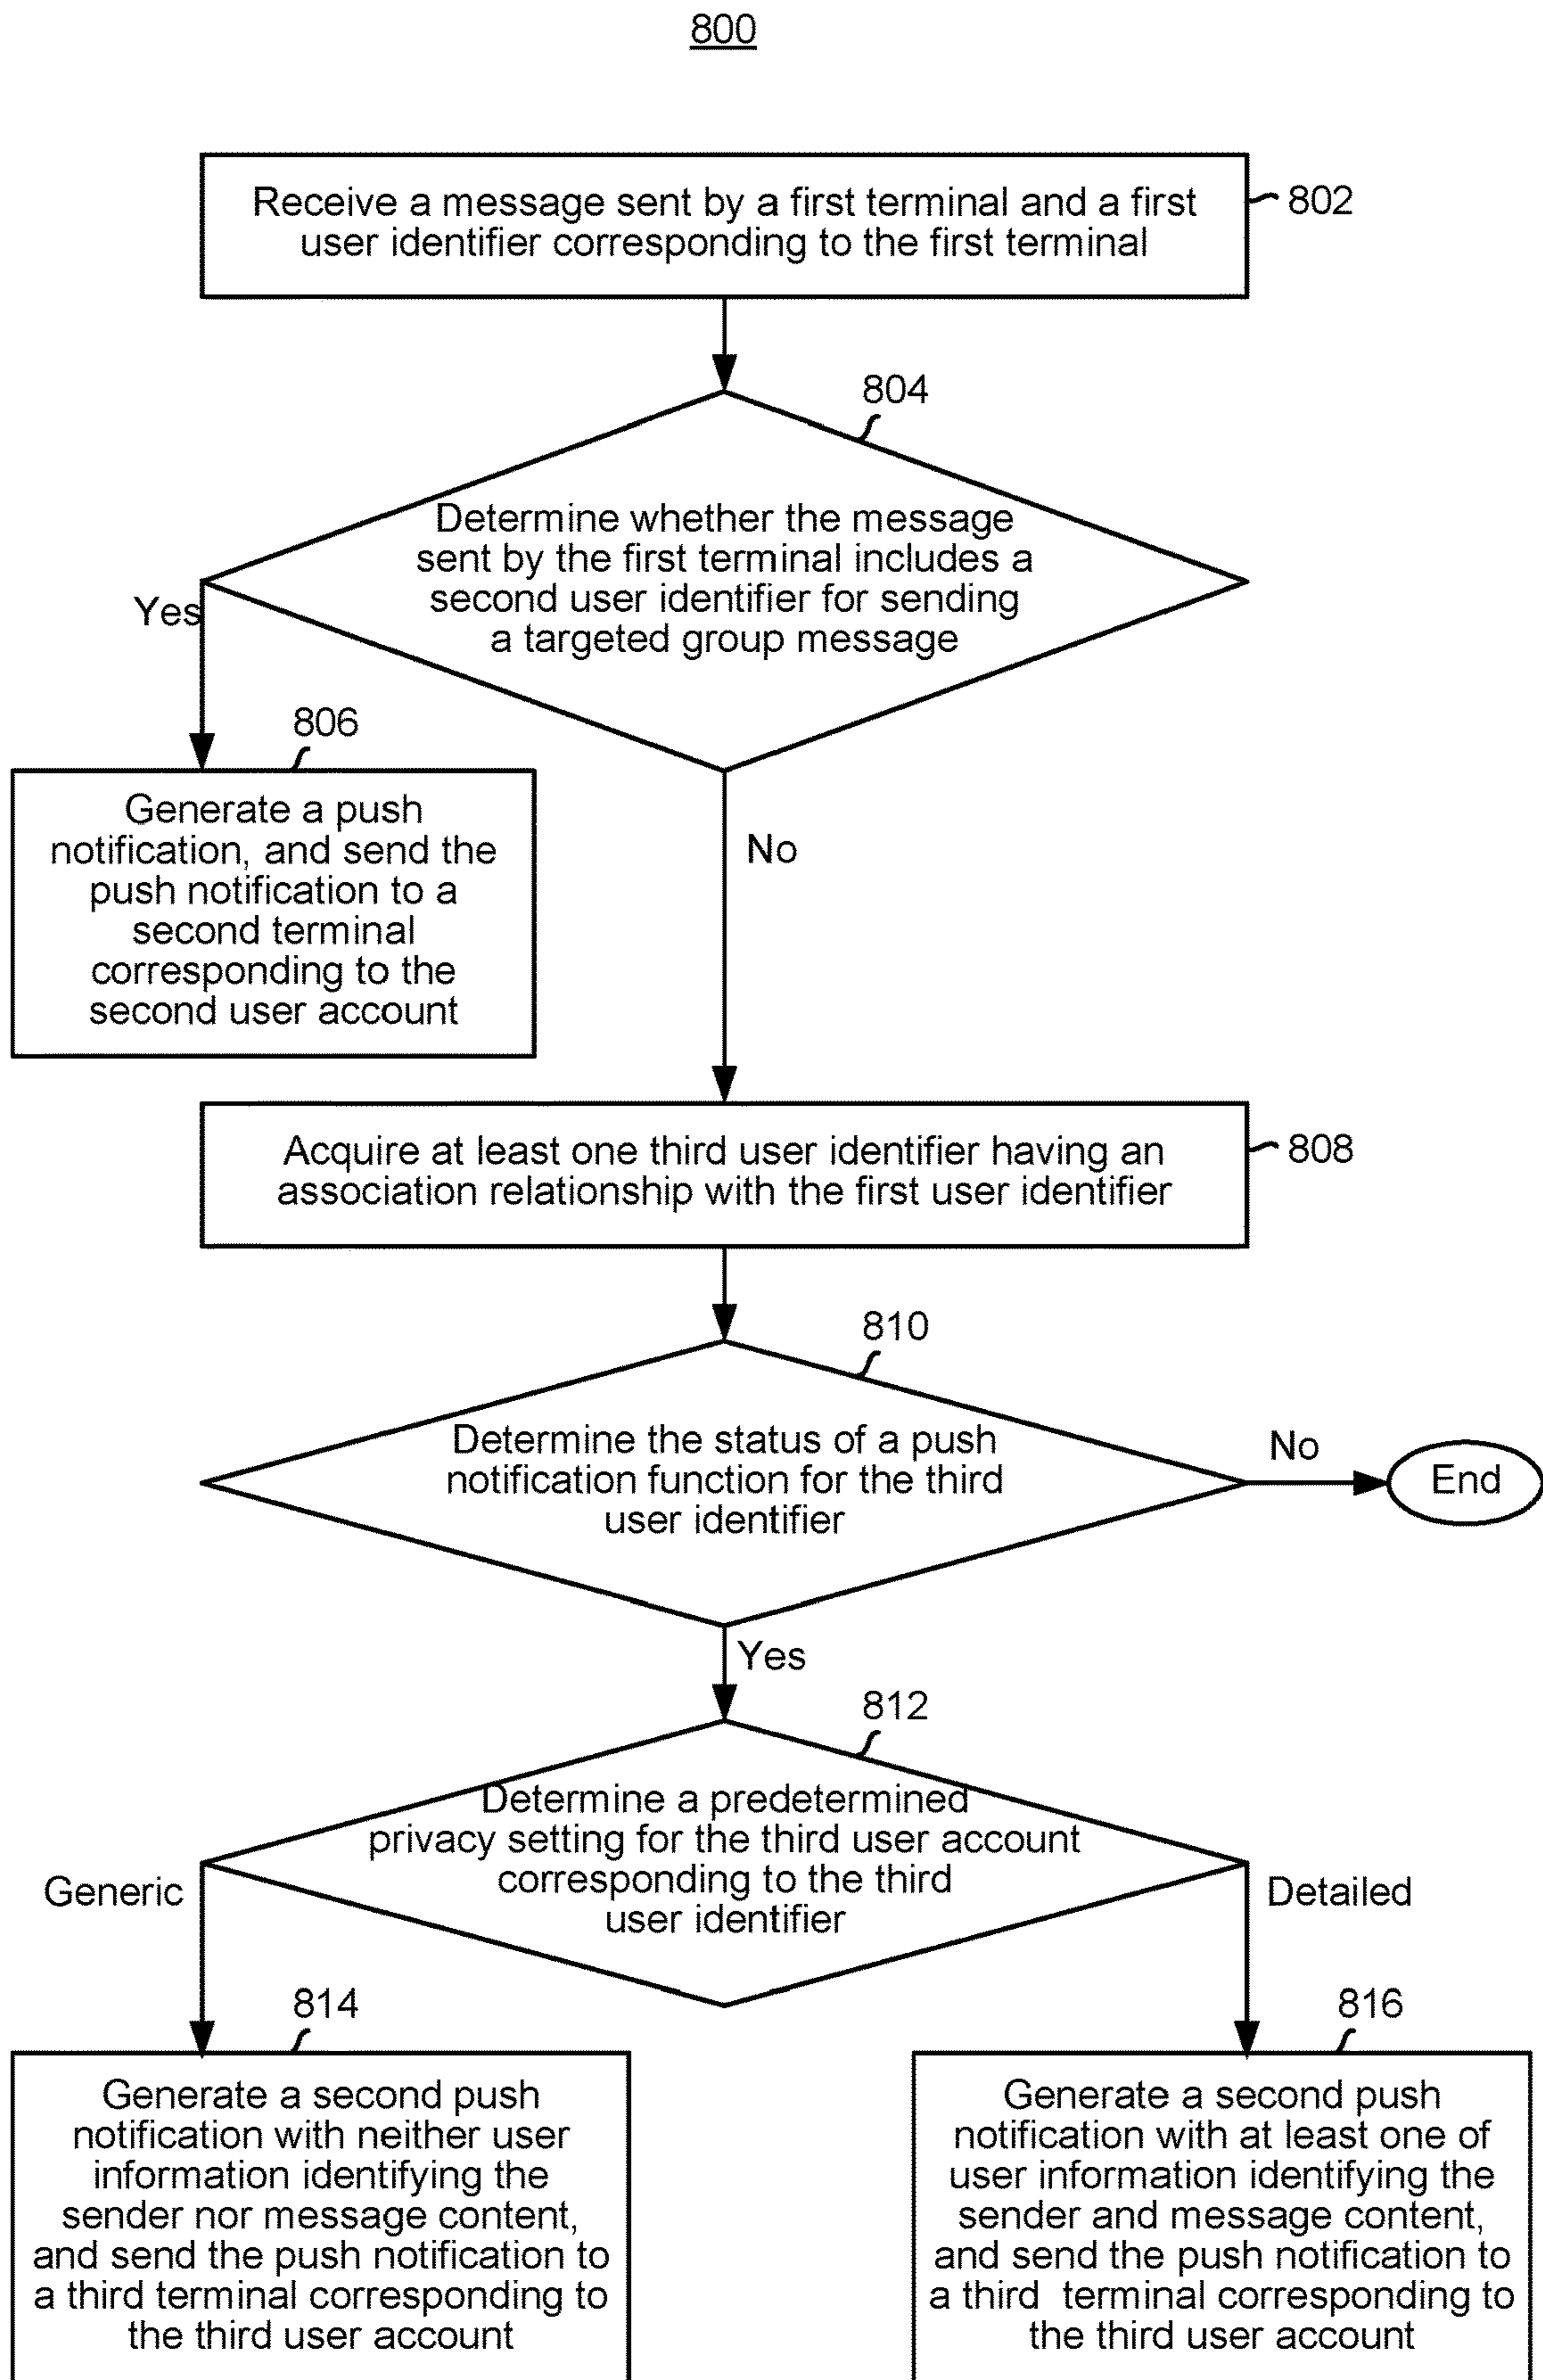 800
Receive a message sent by a first terminal and a first
user identifier corresponding to the first terminal
802
804
Determine whether the message
sent by the first terminal includes a
second user identifier for sending
a targeted group message
Yes
806
Generate a push
notification, and send the
push notification to a
second terminal
corresponding to the
second user account
No
Acquire at least one third user identifier having an
association relationship with the first user identifier
808
810
Determine the status of a push
notification function for the third
user identifier
No
End
Yes
812
Determine a predetermined
privacy setting for the third user account
corresponding to the third
user identifier
Generic
Detailed
814
Generate a second push
notification with neither user
information identifying the
sender nor message content,
and send the push notification to
a third terminal corresponding to
the third user account
816
Generate a second push
notification with at least one of
user information identifying the
sender and message content,
and send the push notification to
a third terminal corresponding to
the third user account